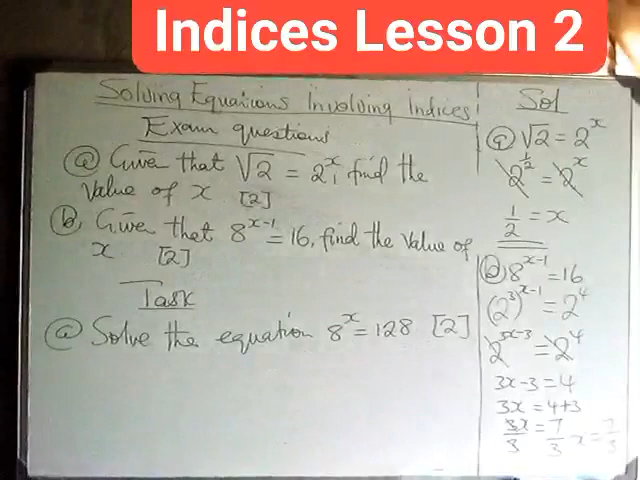 Indices Lesson 2
Solving Equations Involving Indices
Exam questions
(a) Given that √2 = 2^x, find the
value of x [2]
(b) Given that 8^(x-1) = 16, find the value of
x [2]
Task
(a) Solve the equation 8^x = 128 [2]
Sol
(a) √2 = 2^x
2^(1/2) = 2^x
1/2 = x
(b) 8^(x-1) = 16
(2^3)^(x-1) = 2^4
2^(3x-3) = 2^4
3x-3 = 4
3x = 4+3
3x/3 = 7/3 x = 7/3